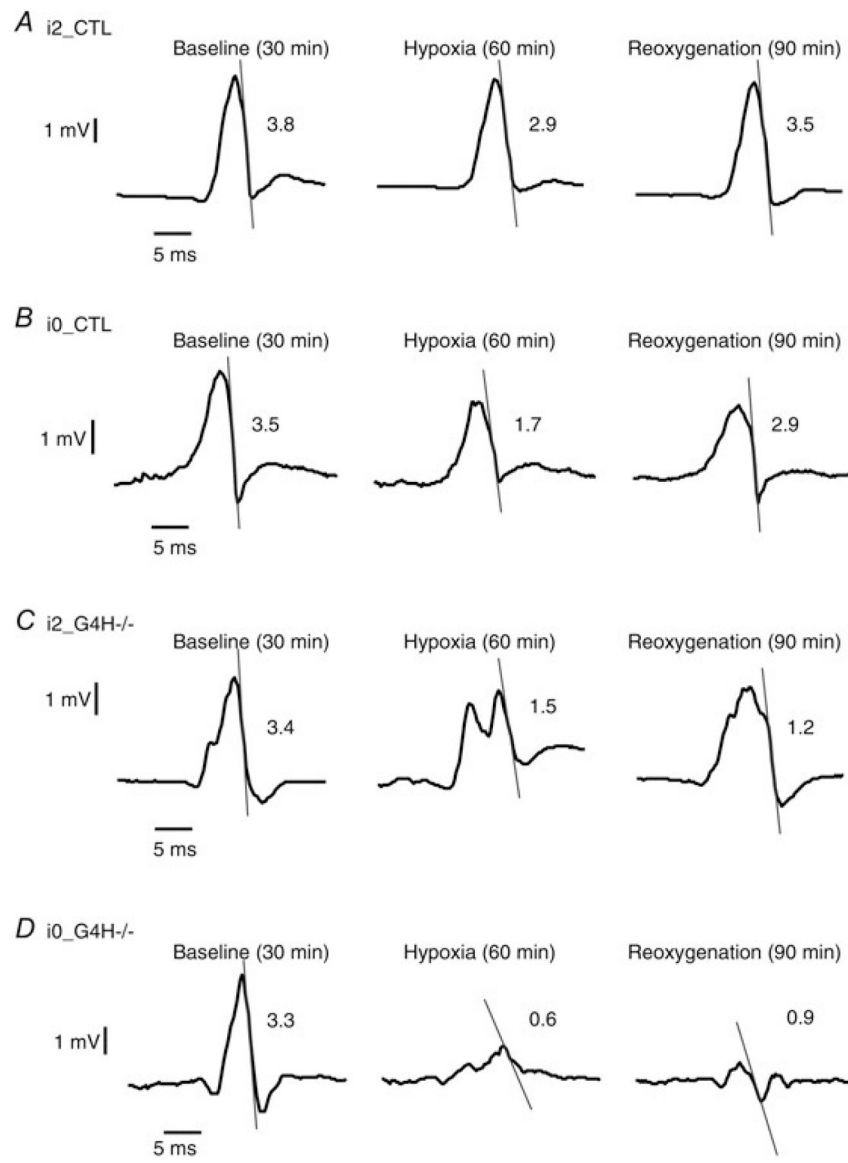 A i2_CTL
Baseline (30 min) Hypoxia (60 min) Reoxygenation (90 min)
1 mV 3.8 2.9 3.5
5 ms
B i0_CTL
Baseline (30 min) Hypoxia (60 min) Reoxygenation (90 min)
1 mV 3.5 1.7 2.9
5 ms
C i2_G4H-/-
Baseline (30 min) Hypoxia (60 min) Reoxygenation (90 min)
1 mV 3.4 1.5 1.2
5 ms
D i0_G4H-/-
Baseline (30 min) Hypoxia (60 min) Reoxygenation (90 min)
1 mV 3.3 0.6 0.9
5 ms